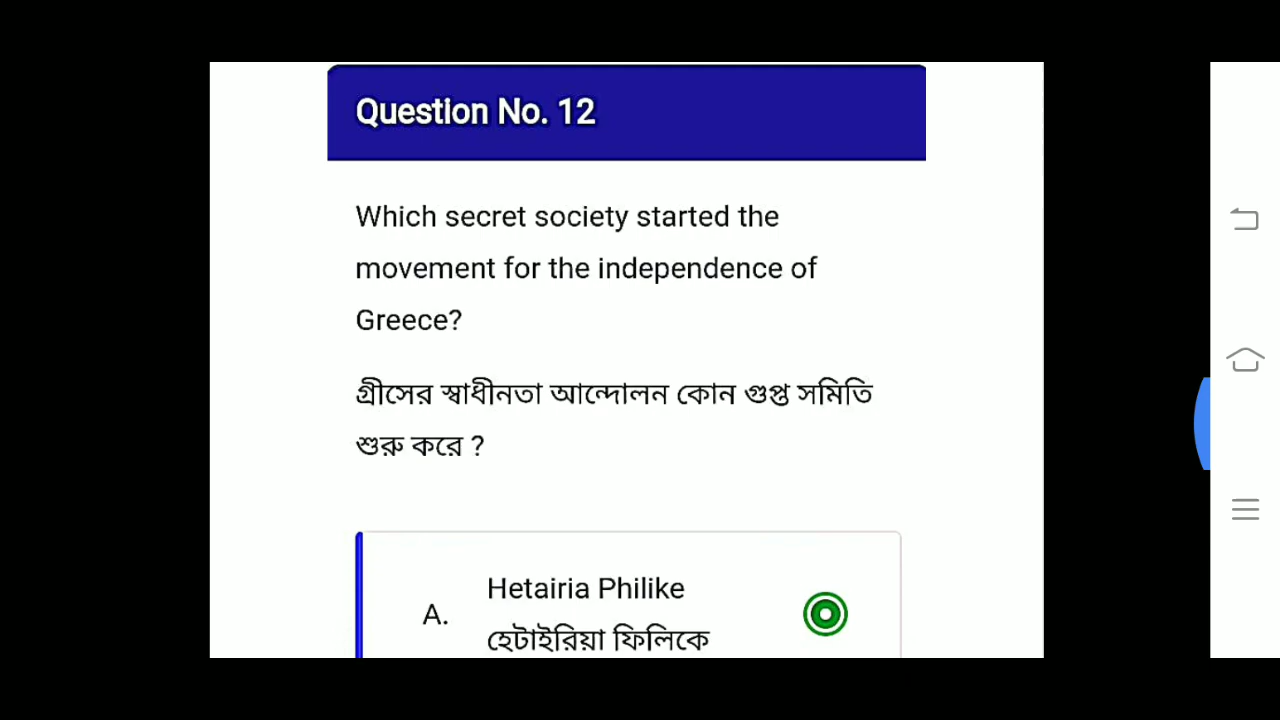 Question No. 12
Which secret society started the
movement for the independence of
Greece?
গ্রীসের স্বাধীনতা আন্দোলন কোন গুপ্ত সমিতি
শুরু করে ?
Hetairia Philike
A.
হেটাইরিয়া ফিলিকে